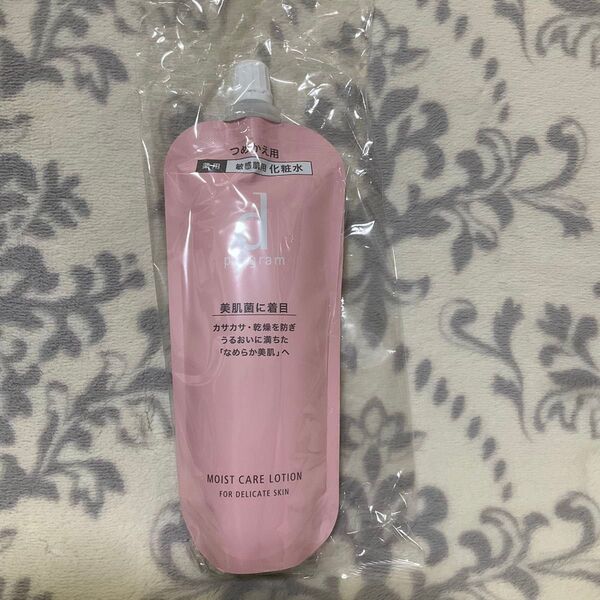 つめかえ用
薬用 敏感肌用 化粧水
d
program
美肌菌に着目
カサカサ・乾燥を防ぎ
うるおいに満ちた
「なめらか美肌」へ
MOIST CARE LOTION
FOR DELICATE SKIN